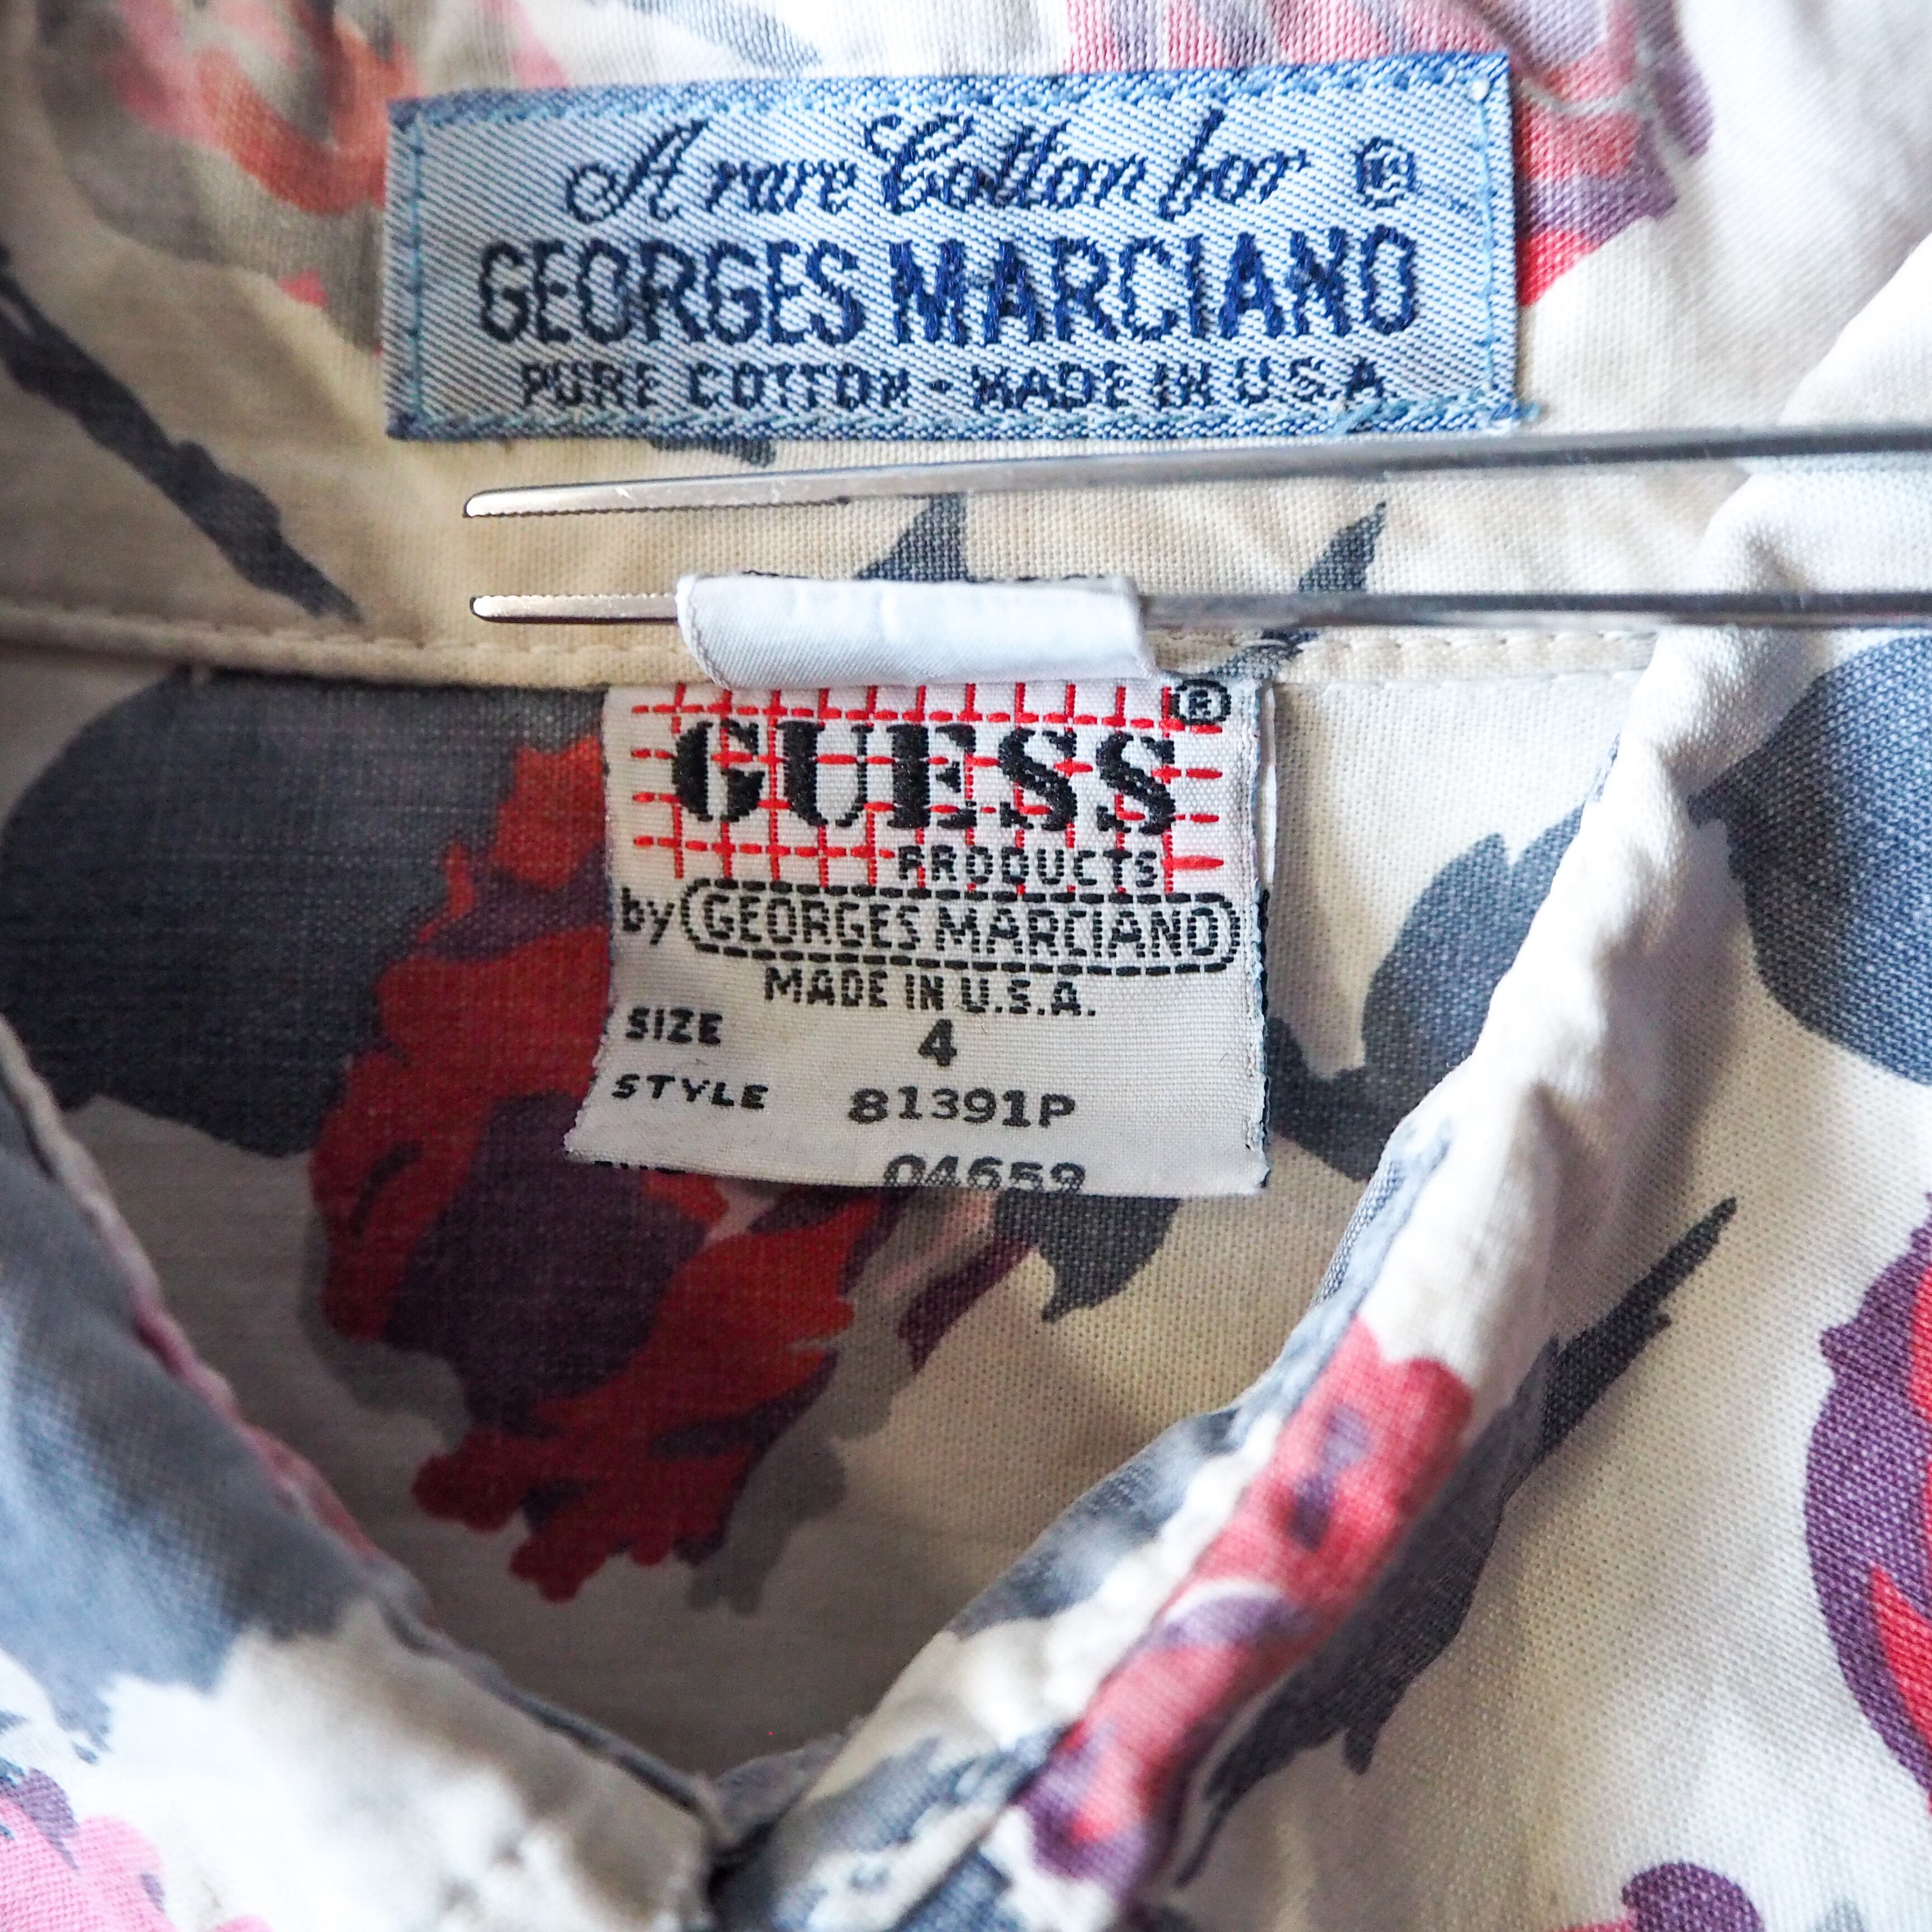 A rare Cotton for ®
GEORGES MARCIANO
PURE COTTON - MADE IN U S A
GUESS ®
PRODUCTS
by GEORGES MARCIANO
MADE IN U.S.A.
SIZE 4
STYLE 81391P
04659